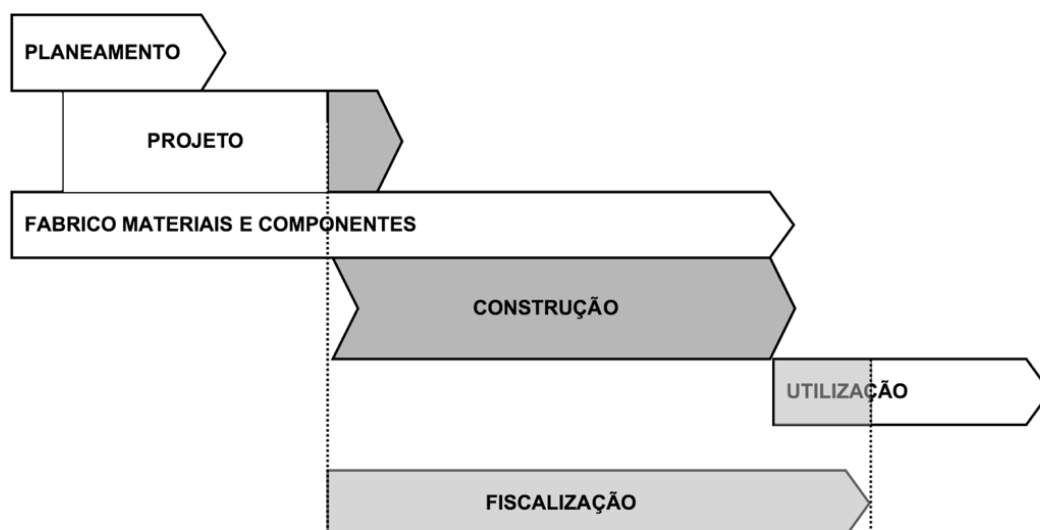 PLANEAMENTO
PROJETO
FABRICO MATERIAIS E COMPONENTES
CONSTRUÇÃO
UTILIZAÇÃO
FISCALIZAÇÃO